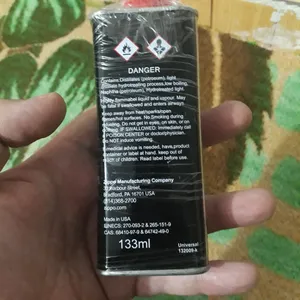 DANGER
Contains Distillates (petroleum), light
distillate hydrotreating process, low boiling,
Naphtha (petroleum), Hydrotreated light
Highly flammable liquid and vapour. May
be fatal if swallowed and enters airways.
Keep away from heat/sparks/open
flames/hot surfaces. No Smoking during
handling. Do not get in eyes, on skin, or on
clothing. IF SWALLOWED: Immediately call
a POISON CENTER or doctor/physician.
Do NOT induce vomiting.
If medical advice is needed, have product
container or label at hand. keep out of
reach of children. Read label before use.
Zippo Manufacturing Company
33 Barbour Street,
Bradford, PA 16701 USA
(814)368-2700
zippo.com
Made in USA
EINECS: 270-093-2 & 265-151-9
CAS: 68410-97-9 & 64742-49-0
133ml
Universal